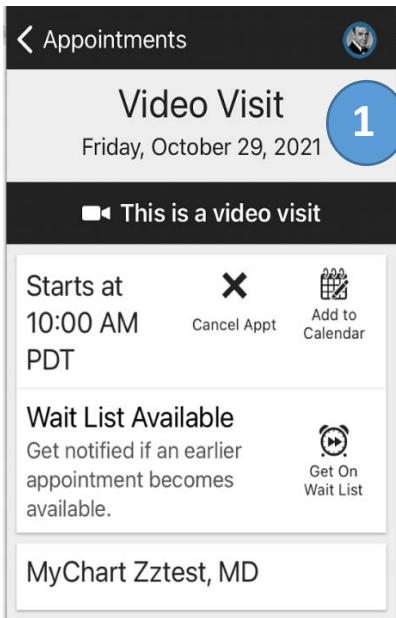 Appointments
Video Visit
Friday, October 29, 2021
1
This is a video visit
Starts at
10:00 AM
PDT
Cancel Appt
Add to
Calendar
Wait List Available
Get notified if an earlier
appointment becomes
available.
Get On
Wait List
MyChart Zztest, MD